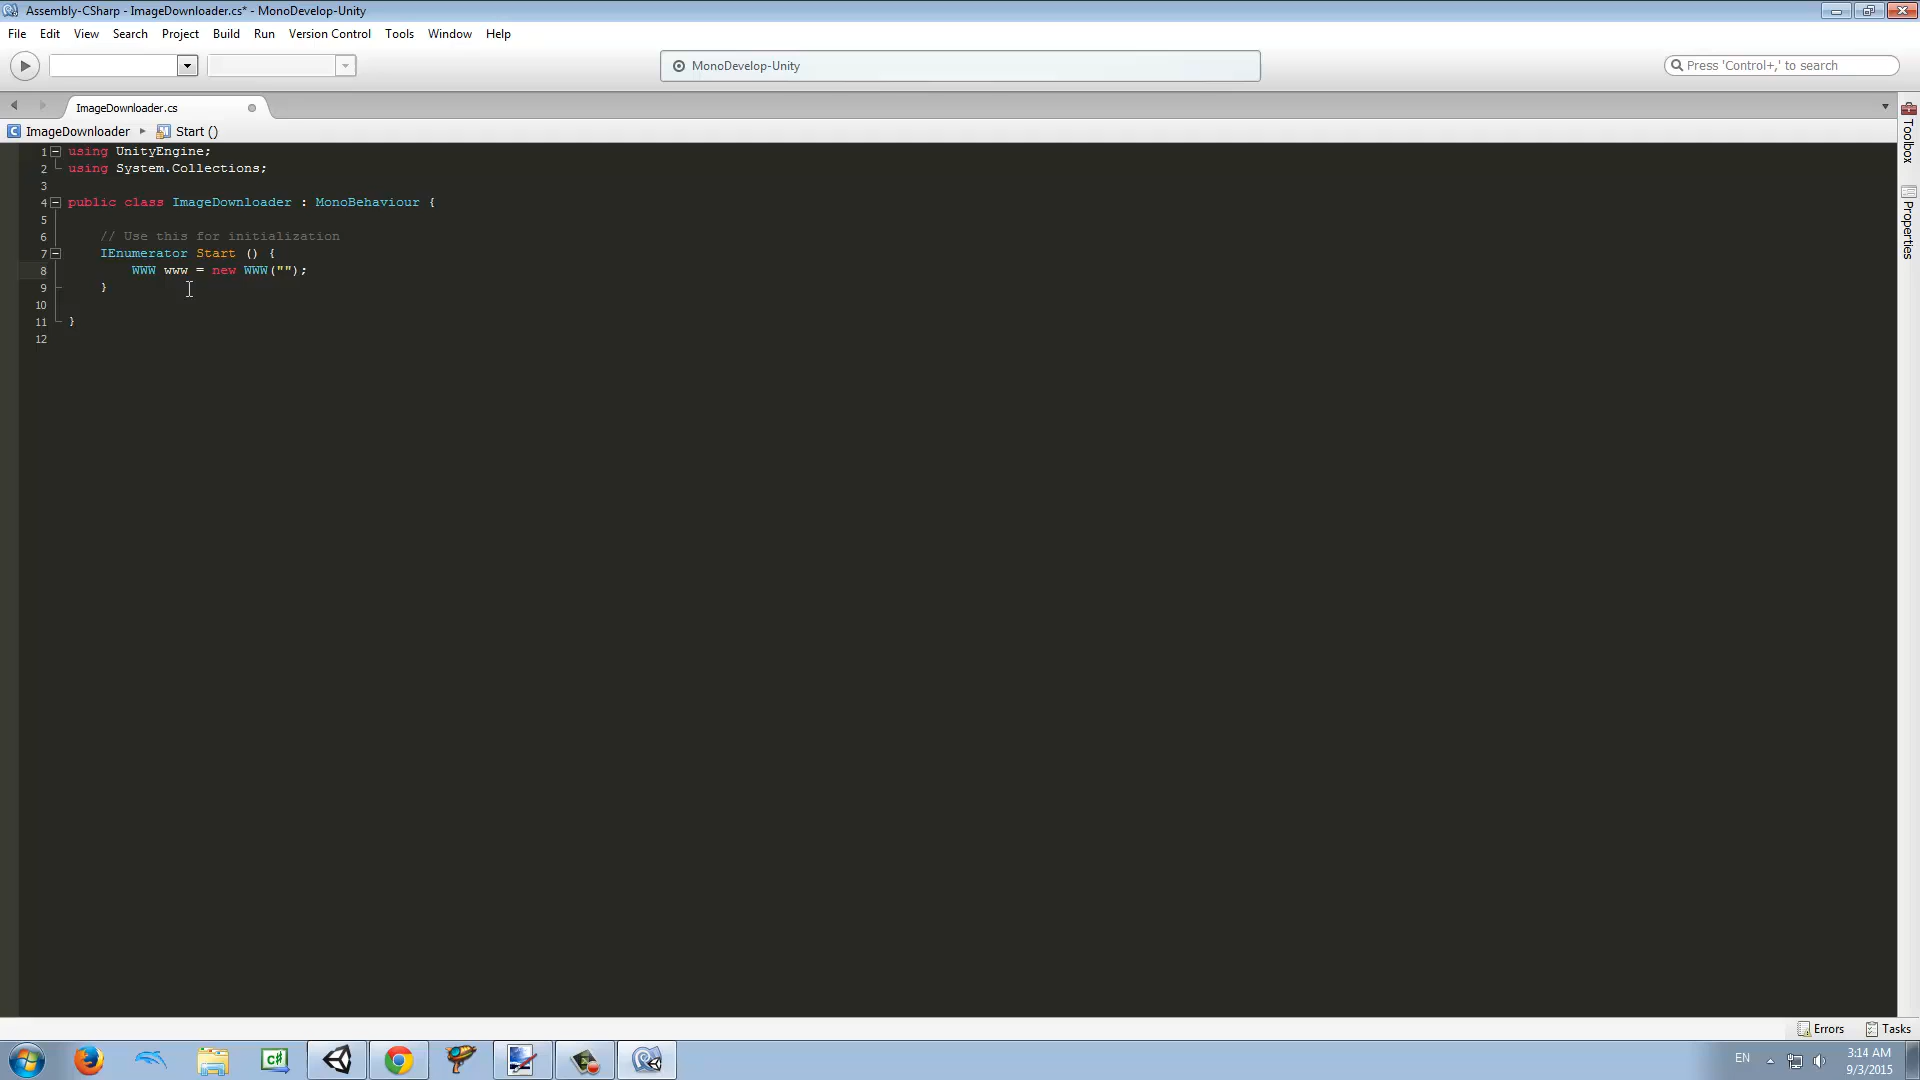 Assembly-CSharp - ImageDownloader.cs* - MonoDevelop-Unity
File Edit View Search Project Build Run Version Control Tools Window Help
MonoDevelop-Unity
Press 'Control+,' to search
ImageDownloader.cs
ImageDownloader Start ()
1 using UnityEngine;
2 using System.Collections;
3
4 public class ImageDownloader : MonoBehaviour {
5
6 // Use this for initialization
7 IEnumerator Start () {
8 WWW www = new WWW("");
9 }
10
11 }
12
Toolbox
Properties
Errors Tasks
C#
EN
3:14 AM
9/3/2015